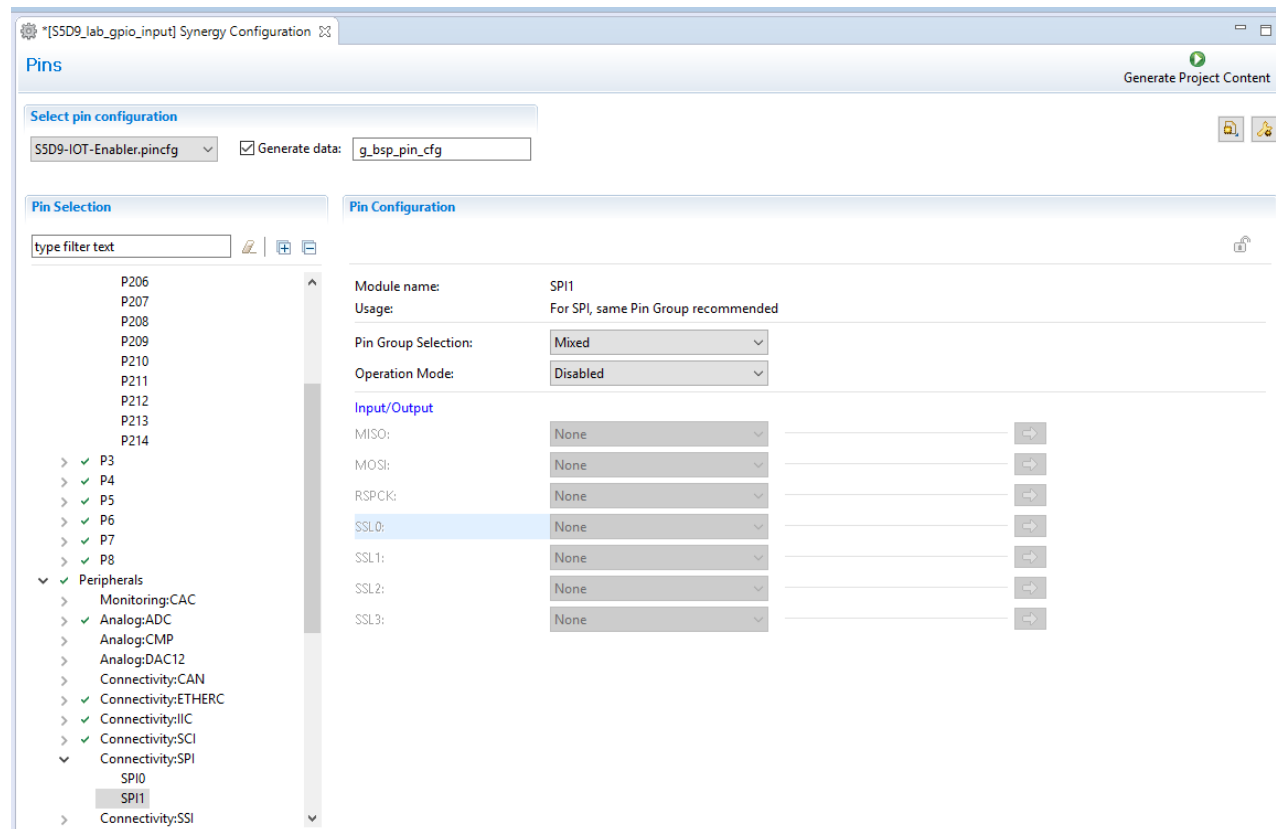 *[S5D9_lab_gpio_input] Synergy Configuration
Pins
Generate Project Content
Select pin configuration
S5D9-IOT-Enabler.pincfg
Generate data:
g_bsp_pin_cfg
Pin Selection
Pin Configuration
type filter text
P206
P207
P208
P209
P210
P211
P212
P213
P214
P3
P4
P5
P6
P7
P8
Peripherals
Monitoring:CAC
Analog:ADC
Analog:CMP
Analog:DAC12
Connectivity:CAN
Connectivity:ETHERC
Connectivity:IIC
Connectivity:SCI
Connectivity:SPI
SPI0
SPI1
Connectivity:SSI
Module name: SPI1
Usage: For SPI, same Pin Group recommended
Pin Group Selection: Mixed
Operation Mode: Disabled
Input/Output
MISO: None
MOSI: None
RSPCK: None
SSL0: None
SSL1: None
SSL2: None
SSL3: None